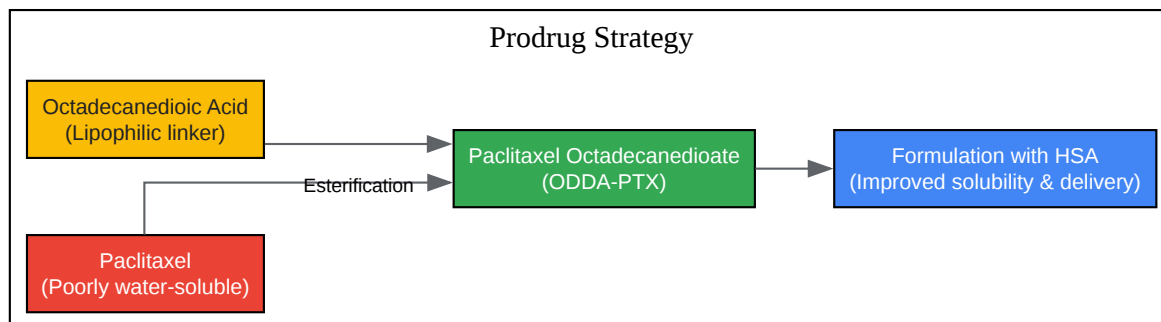 Prodrug Strategy
Octadecanedioic Acid
(Lipophilic linker)
Esterification
Paclitaxel
(Poorly water-soluble)
Paclitaxel Octadecanedioate
(ODDA-PTX)
Formulation with HSA
(Improved solubility & delivery)